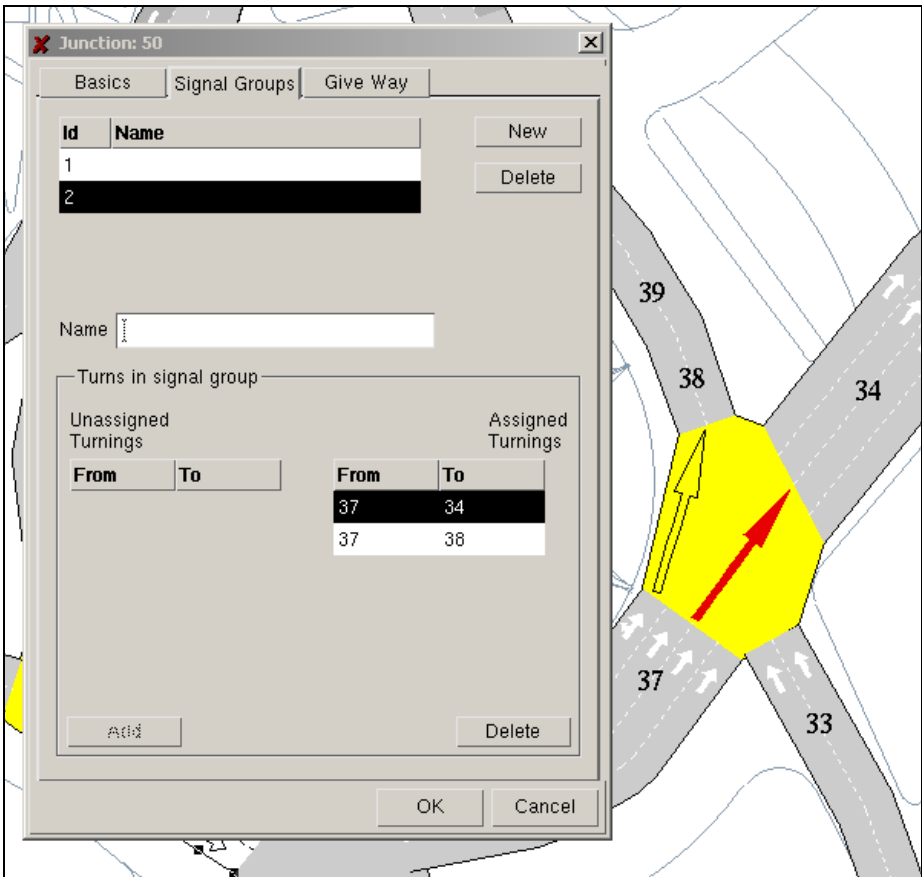 Junction: 50
Basics
Signal Groups
Give Way
Id Name
1
2
New
Delete
Name
Turns in signal group
Unassigned
Turnings
Assigned
Turnings
From To
From To
37 34
37 38
Add
Delete
OK
Cancel
39
38
34
37
33